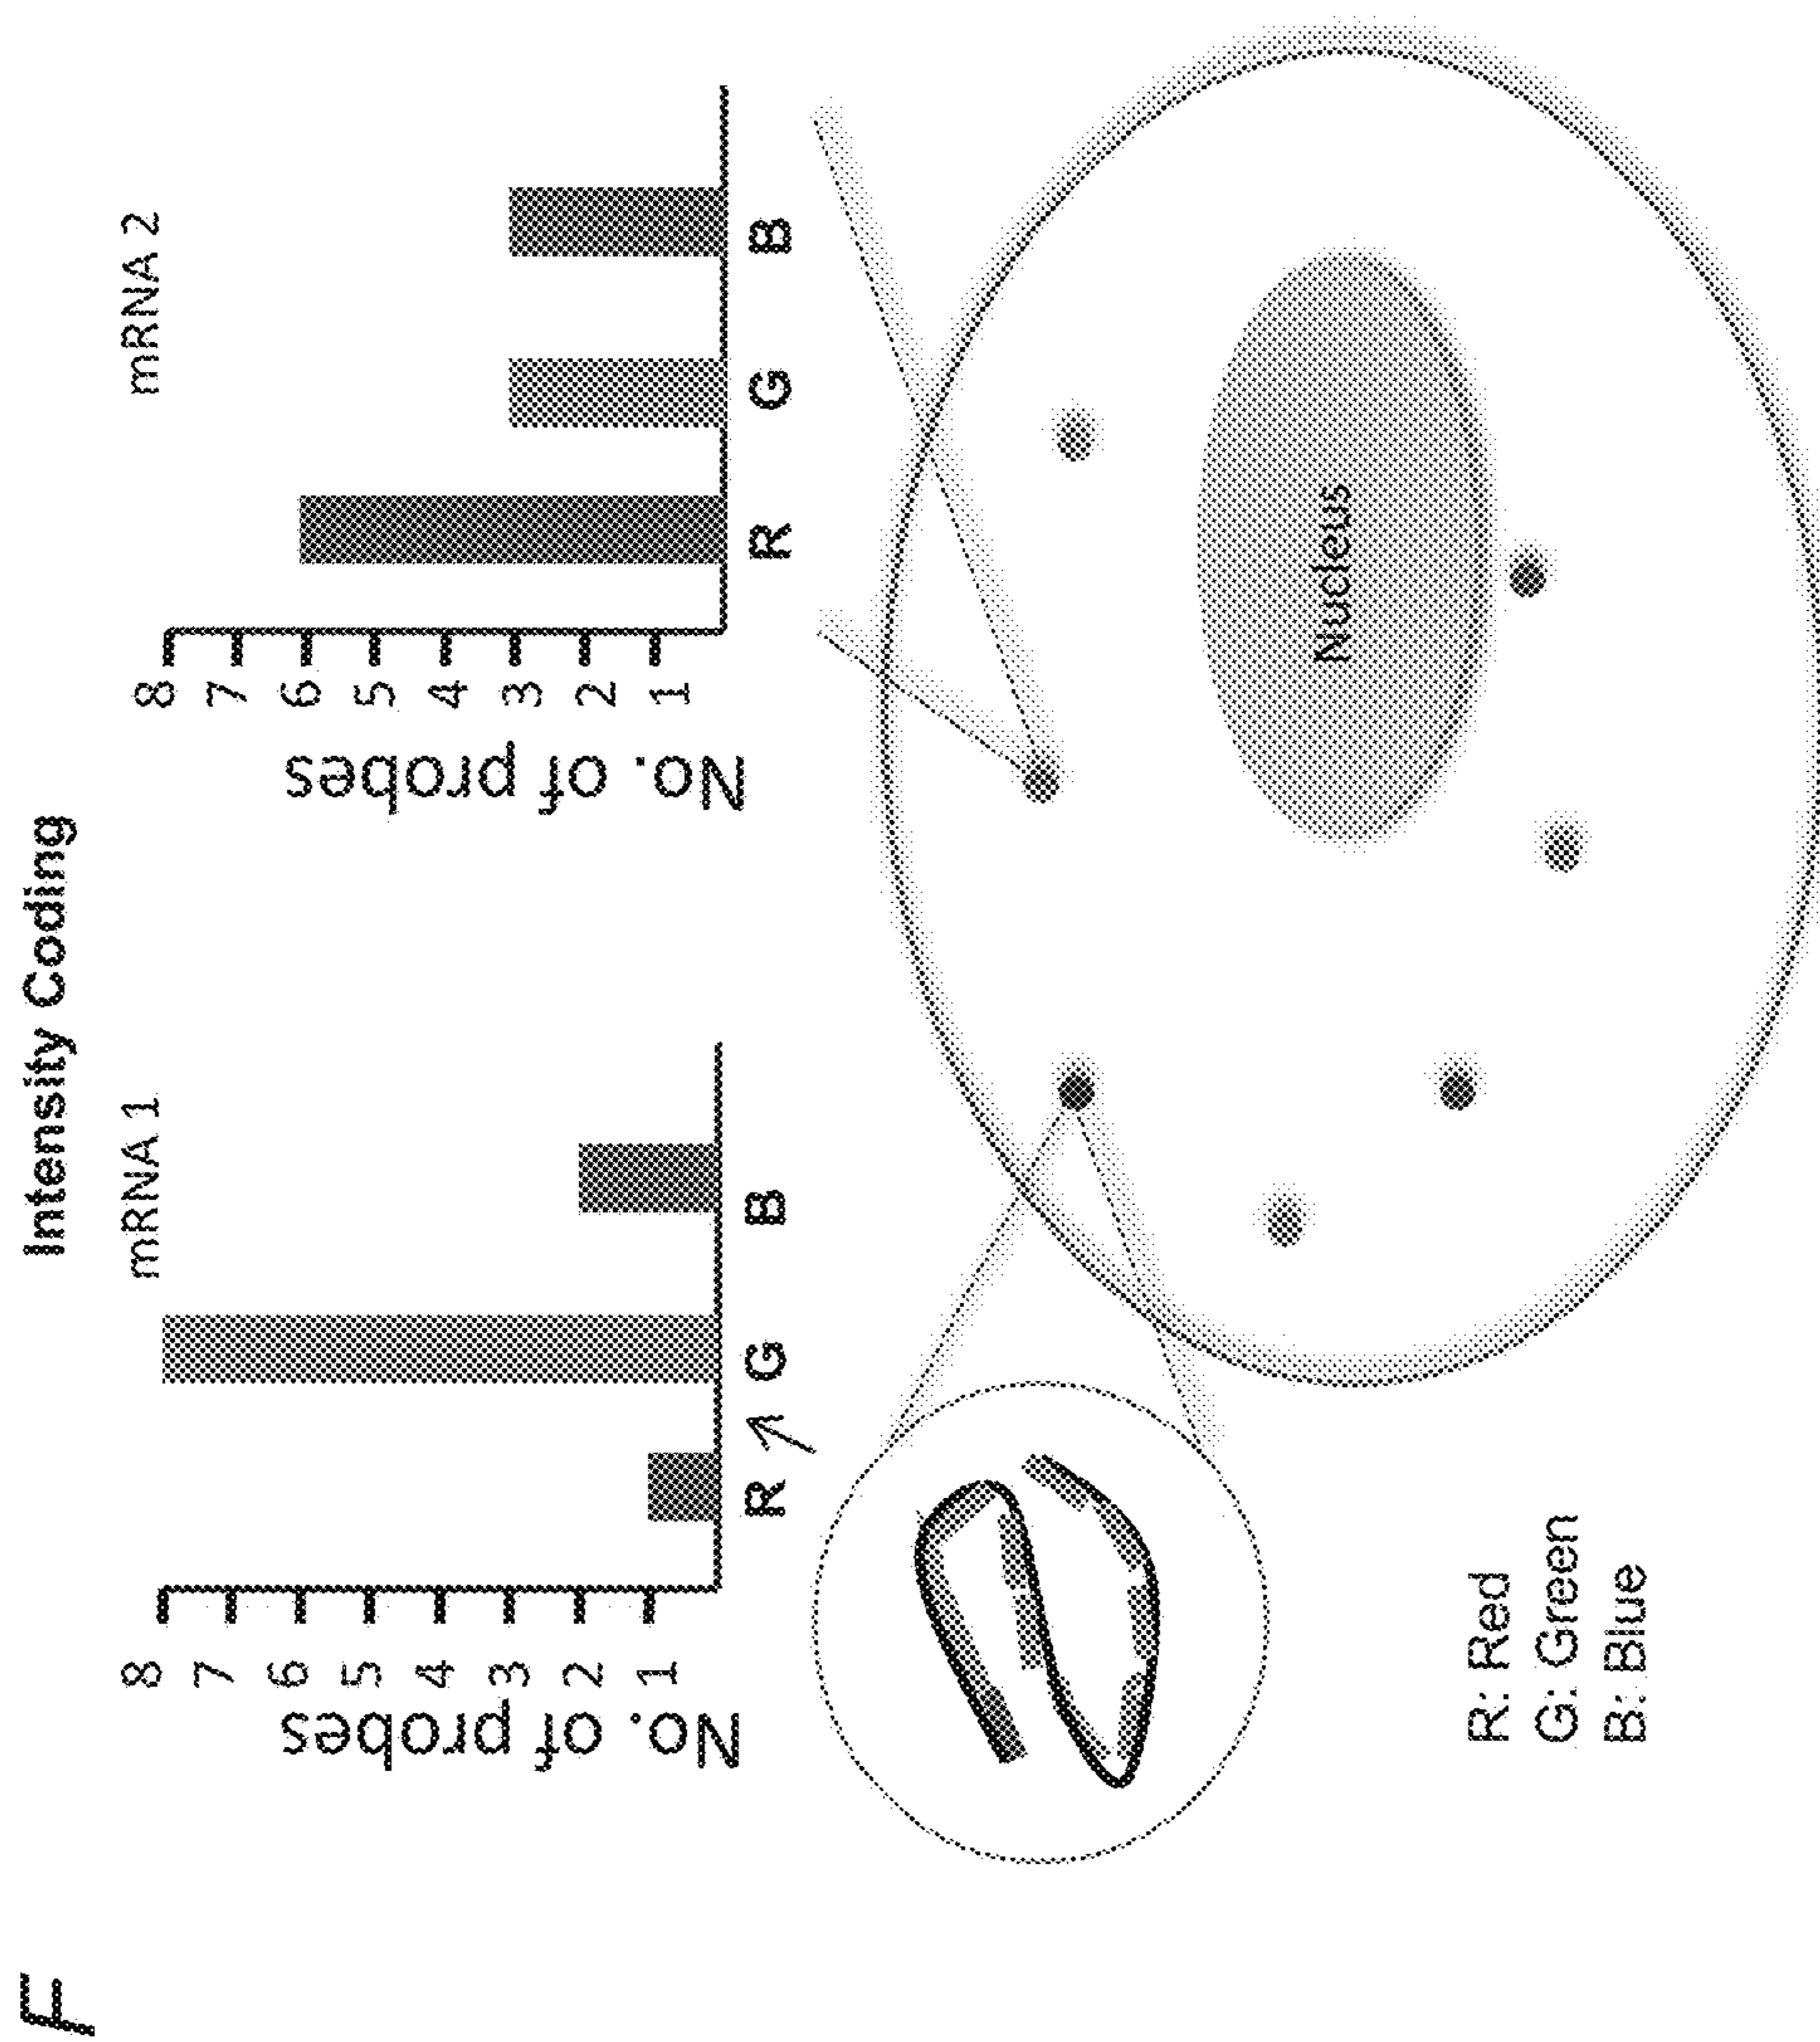 F
Intensity Coding
mRNA 1
No. of probes
8
7
6
5
4
3
2
1
R
G
B
mRNA 2
No. of probes
8
7
6
5
4
3
2
1
R
G
B
Nucleus
R: Red
G: Green
B: Blue